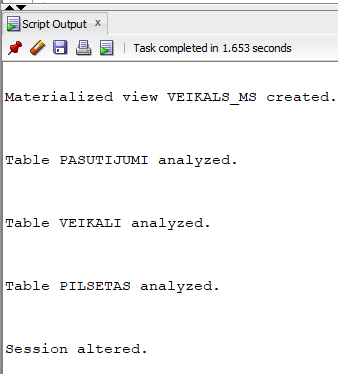 Script Output x
Task completed in 1.653 seconds
Materialized view VEIKALS_MS created.
Table PASUTIJUMI analyzed.
Table VEIKALI analyzed.
Table PILSETAS analyzed.
Session altered.